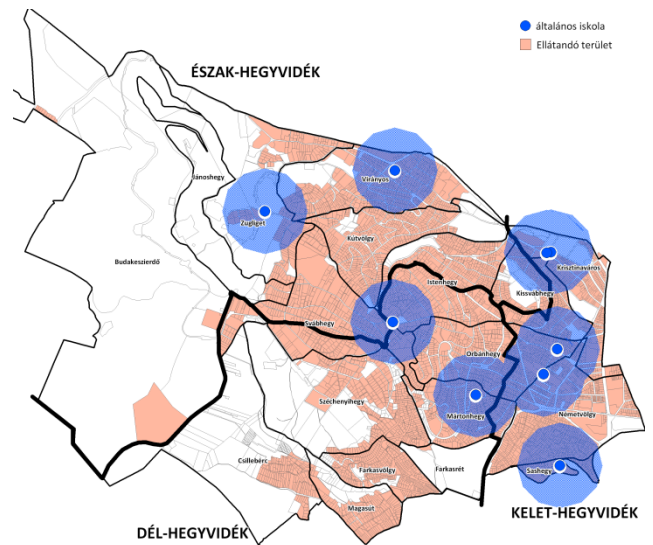 általános iskola
Ellátandó terület
ÉSZAK-HEGYVIDÉK
Virányos
Jánoshegy
Zugliget
Kútvölgy
Budakeszierdő
Istenhegy
Krisztinaváros
Kissvábhegy
Svábhegy
Orbánhegy
Széchenyihegy
Mártonhegy
Németvölgy
Csillebérc
Farkasvölgy
Farkasrét
Sashegy
Magasút
KELET-HEGYVIDÉK
DÉL-HEGYVIDÉK